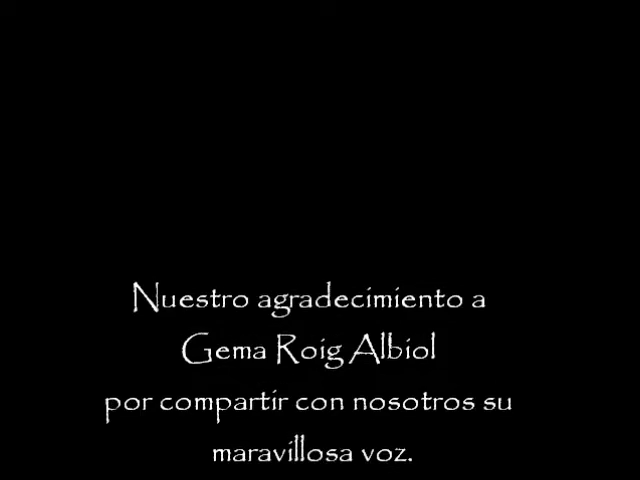 Nuestro agradecimiento a
Gema Roig Albiol
por compartir con nosotros su
maravillosa voz.